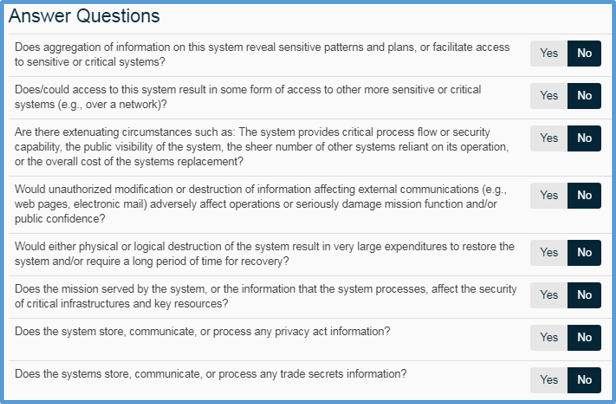 Answer Questions
Does aggregation of information on this system reveal sensitive patterns and plans, or facilitate access
to sensitive or critical systems?
Yes No
Does/could access to this system result in some form of access to other more sensitive or critical
systems (e.g., over a network)?
Yes No
Are there extenuating circumstances such as: The system provides critical process flow or security
capability, the public visibility of the system, the sheer number of other systems reliant on its operation,
or the overall cost of the systems replacement?
Yes No
Would unauthorized modification or destruction of information affecting external communications (e.g.,
web pages, electronic mail) adversely affect operations or seriously damage mission function and/or
public confidence?
Yes No
Would either physical or logical destruction of the system result in very large expenditures to restore the
system and/or require a long period of time for recovery?
Yes No
Does the mission served by the system, or the information that the system processes, affect the security
of critical infrastructures and key resources?
Yes No
Does the system store, communicate, or process any privacy act information?
Yes No
Does the systems store, communicate, or process any trade secrets information?
Yes No